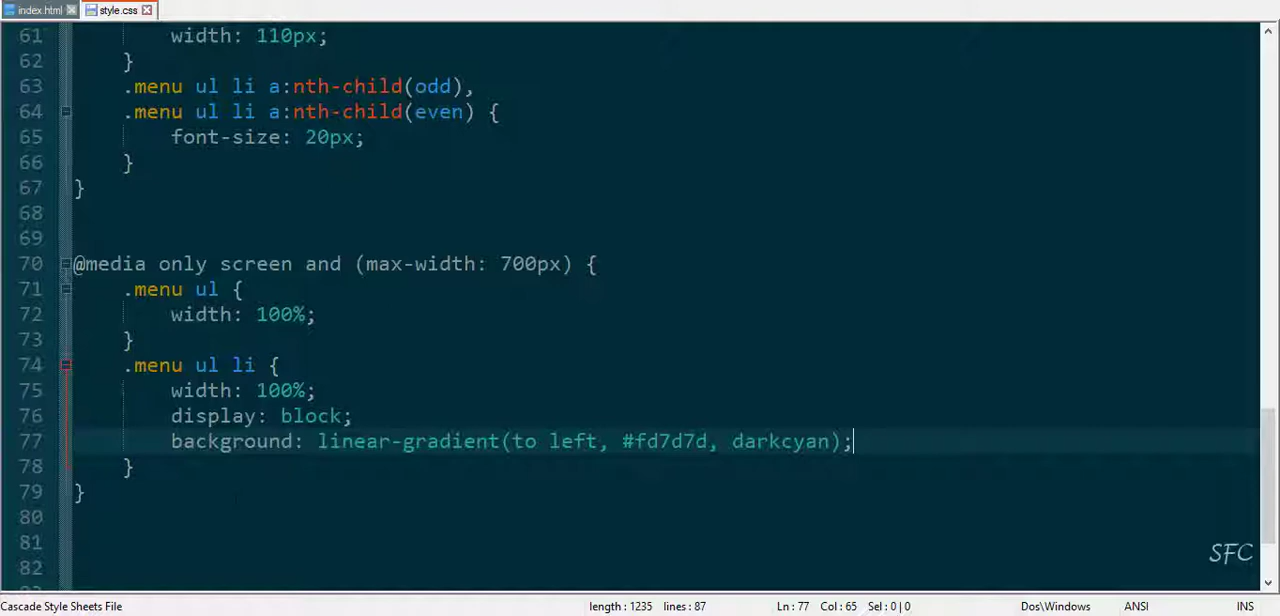 index.html style.css
61 width: 110px;
62 }
63 .menu ul li a:nth-child(odd),
64 .menu ul li a:nth-child(even) {
65 font-size: 20px;
66 }
67 }
68
69
70 @media only screen and (max-width: 700px) {
71 .menu ul {
72 width: 100%;
73 }
74 .menu ul li {
75 width: 100%;
76 display: block;
77 background: linear-gradient(to left, #fd7d7d, darkcyan);
78 }
79 }
80
81
82
SFC
Cascade Style Sheets File length : 1235 lines : 87 Ln : 77 Col : 65 Sel : 0 | 0 Dos\Windows ANSI INS